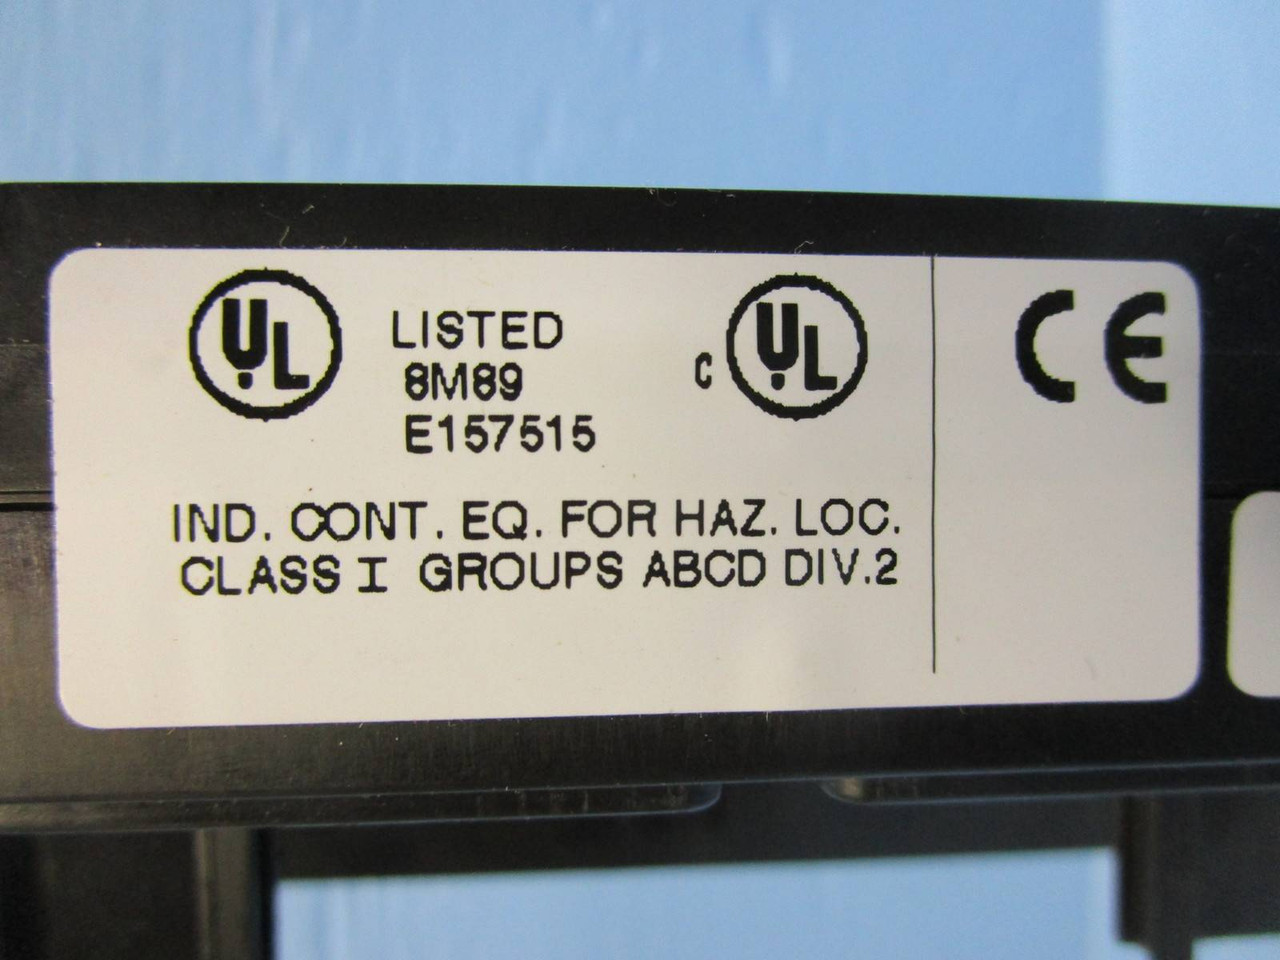 UL LISTED c UL CE
8M89
E157515
IND. CONT. EQ. FOR HAZ. LOC.
CLASS I GROUPS ABCD DIV.2